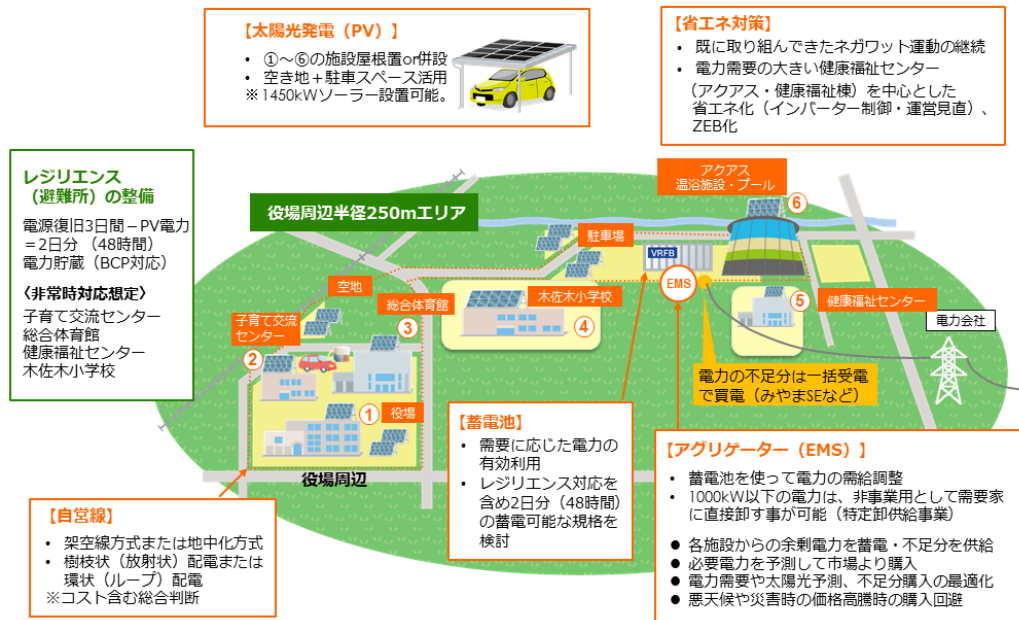 【太陽光発電（PV）】
• ①～⑥の施設屋根置or併設
• 空き地＋駐車スペース活用
※1450kWソーラー設置可能。
【省エネ対策】
• 既に取り組んできたネガワット運動の継続
• 電力需要の大きい健康福祉センター
（アクアス・健康福祉棟）を中心とした
省エネ化（インバーター制御・運営見直）、
ZEB化
レジリエンス
（避難所）の整備
電源復旧3日間－PV電力
＝2日分 （48時間）
電力貯蔵（BCP対応）
〈非常時対応想定〉
子育て交流センター
総合体育館
健康福祉センター
木佐木小学校
役場周辺半径250mエリア
アクアス
温浴施設・プール
⑥
駐車場
VRFB
EMS
空地
総合体育館
③
木佐木小学校
④
⑤
健康福祉センター
電力会社
子育て交流
センター
②
①
役場
役場周辺
電力の不足分は一括受電
で買電（みやまSEなど）
【蓄電池】
• 需要に応じた電力の
有効利用
• レジリエンス対応を
含め2日分（48時間）
の蓄電可能な規格を
検討
【アグリゲーター（EMS）】
• 蓄電池を使って電力の需給調整
• 1000kW以下の電力は、非事業用として需要家
に直接卸す事が可能（特定卸供給事業）
● 各施設からの余剰電力を蓄電・不足分を供給
● 必要電力を予測して市場より購入
● 電力需要や太陽光予測、不足分購入の最適化
● 悪天候や災害時の価格高騰時の購入回避
【自営線】
• 架空線方式または地中化方式
• 樹枝状（放射状）配電または
環状（ループ）配電
※コスト含む総合判断